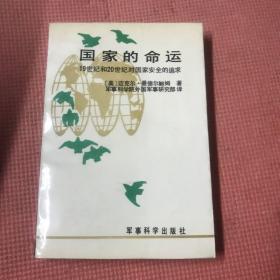 国家的命运
19世纪和20世纪对国家安全的追求
〔美〕迈克尔·曼德尔鲍姆 著
军事科学院外国军事研究部 译
军事科学出版社